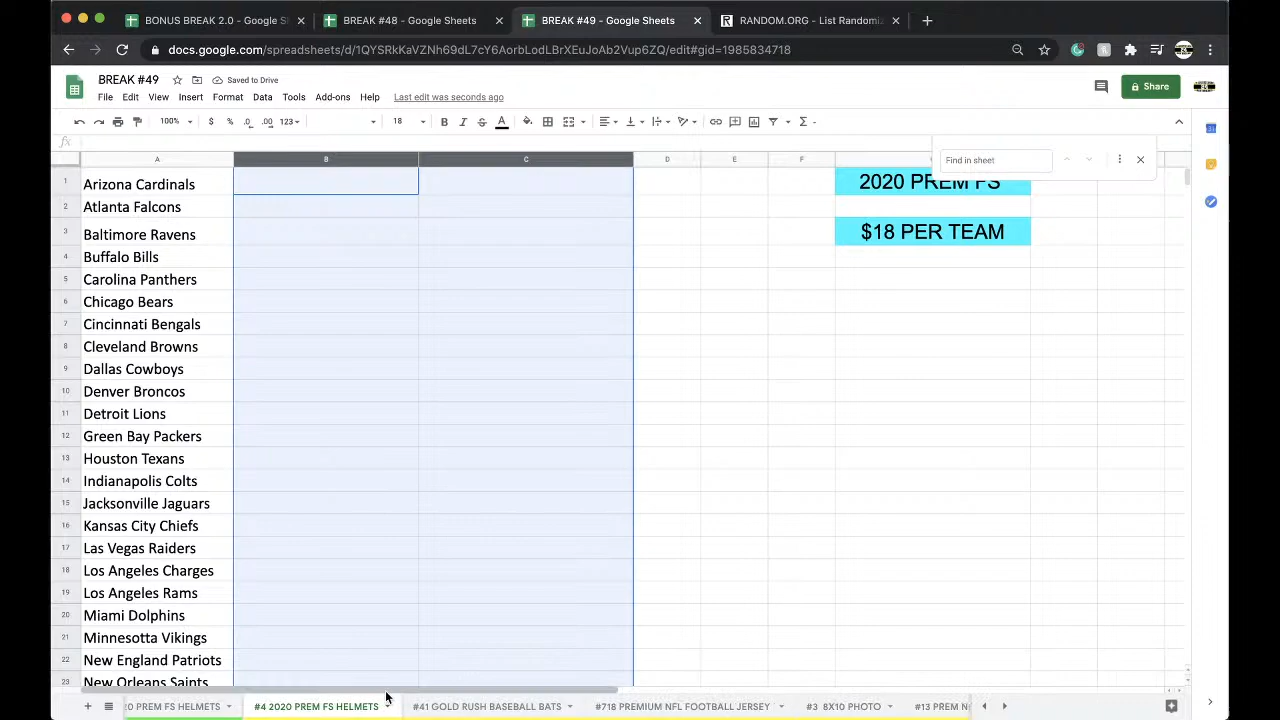 BONUS BREAK 2.0 - Google S
BREAK #48 - Google Sheets
BREAK #49 - Google Sheets
RANDOM.ORG - List Randomi
docs.google.com/spreadsheets/d/1QYSRkKaVZNh69dL7cY6AorbLodLBrXEuJoAb2Vup6ZQ/edit#gid=1985834718
BREAK #49
Saved to Drive
File Edit View Insert Format Data Tools Add-ons Help Last edit was seconds ago
Share
100% $ % .0 .00 123 18 B I S A
fx
Find in sheet
A B C D E F
1 Arizona Cardinals 2020 PREM FS
2 Atlanta Falcons
3 Baltimore Ravens $18 PER TEAM
4 Buffalo Bills
5 Carolina Panthers
6 Chicago Bears
7 Cincinnati Bengals
8 Cleveland Browns
9 Dallas Cowboys
10 Denver Broncos
11 Detroit Lions
12 Green Bay Packers
13 Houston Texans
14 Indianapolis Colts
15 Jacksonville Jaguars
16 Kansas City Chiefs
17 Las Vegas Raiders
18 Los Angeles Charges
19 Los Angeles Rams
20 Miami Dolphins
21 Minnesotta Vikings
22 New England Patriots
23 New Orleans Saints
0 PREM FS HELMETS #4 2020 PREM FS HELMETS #41 GOLD RUSH BASEBALL BATS #718 PREMIUM NFL FOOTBALL JERSEY #3 8X10 PHOTO #13 PREM N